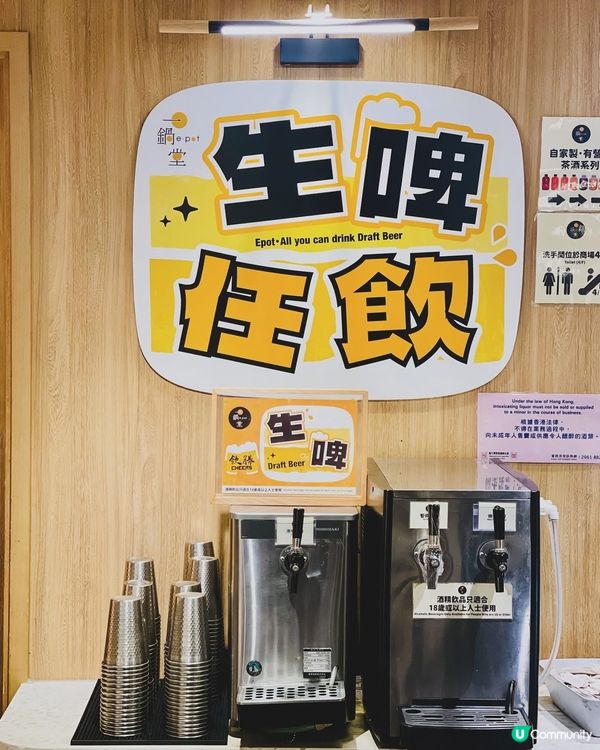 一
鍋 e·pot
堂
生啤
Epot·All you can drink Draft Beer
任飲
自家製·有營
茶酒系列
洗手間位於商場4
Toilet (4/F)
4/
Under the law of Hong Kong,
intoxicating liquor must not be sold or supplied
to a minor in the course of business.
根據香港法律，
不得在業務過程中，
向未成年人售賣或供應令人醺醉的酒類。
生
啤
飲勝
CHEERS
Draft Beer
酒精飲品只適合
18歲或以上人士使用
U Community